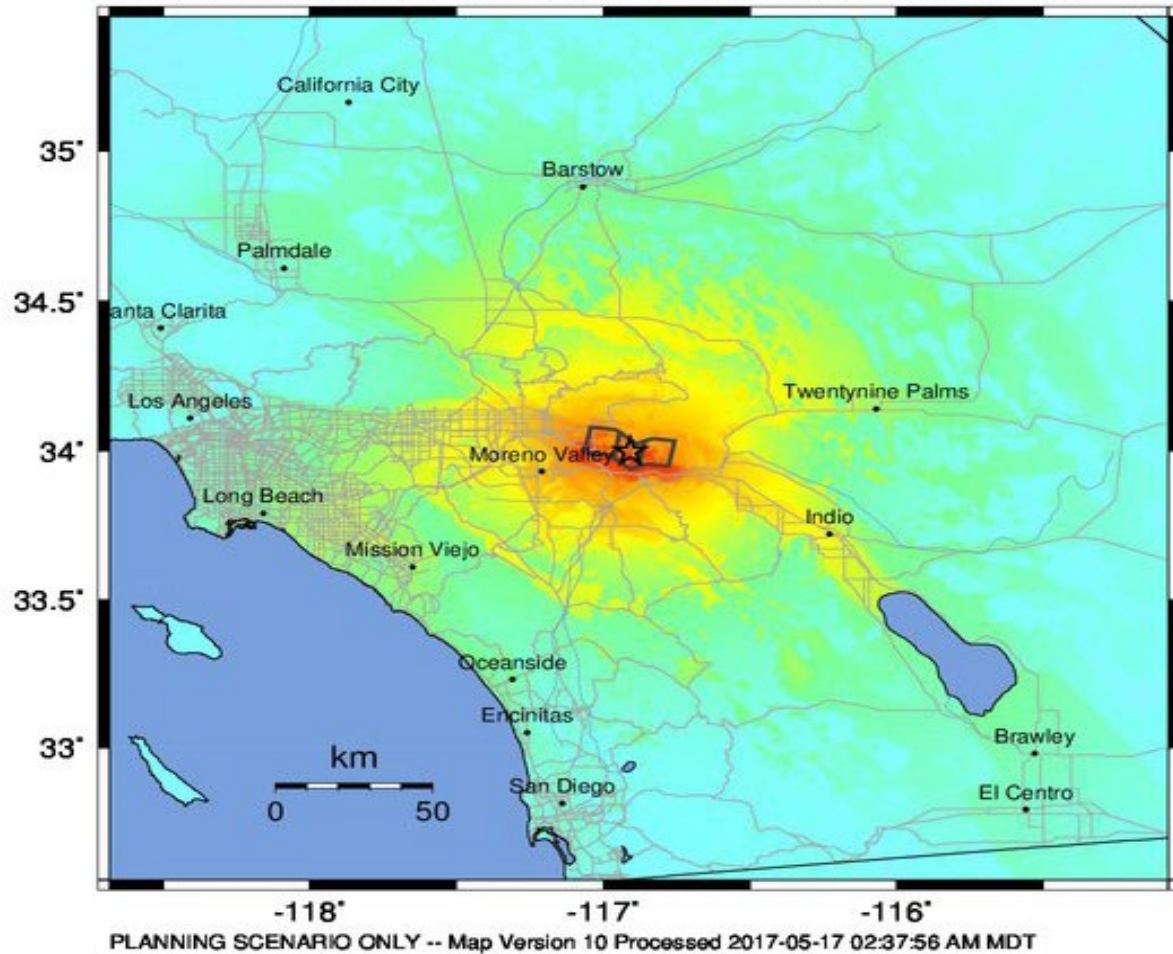 California City
35°
Barstow
Palmdale
34.5°
anta Clarita
Twentynine Palms
Los Angeles
34°
Moreno Valley
Long Beach
Indio
Mission Viejo
33.5°
Oceanside
Encinitas
33°
Brawley
km
San Diego
El Centro
0 50
-118° -117° -116°
PLANNING SCENARIO ONLY -- Map Version 10 Processed 2017-05-17 02:37:56 AM MDT